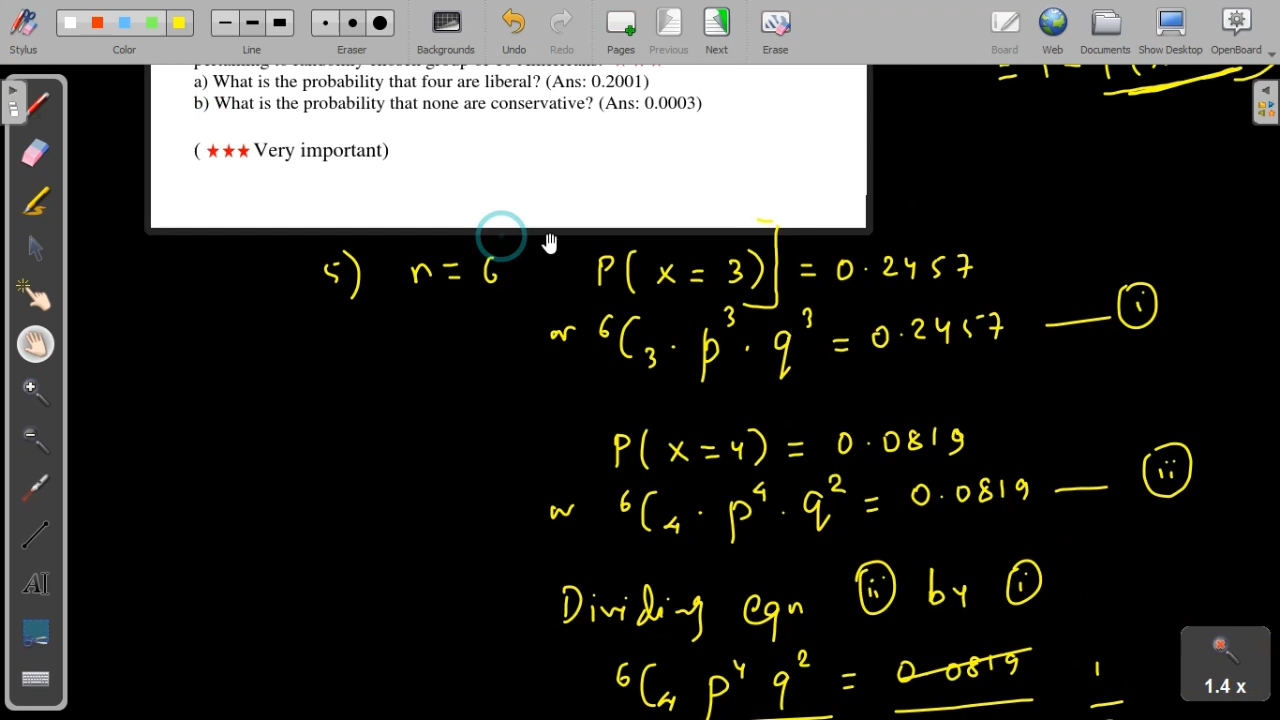 Stylus Color Line Eraser Backgrounds Undo Redo Pages Previous Next Erase Board Web Documents Show Desktop OpenBoard
a) What is the probability that four are liberal? (Ans: 0.2001)
b) What is the probability that none are conservative? (Ans: 0.0003)
( ★★★ Very important)
5) n = 6 P( x = 3) = 0.2457
or ⁶C₃ · p³ · q³ = 0.2457 — (i)
P( x = 4) = 0.0819
or ⁶C₄ · p⁴ · q² = 0.0819 — (ii)
Dividing eqn (ii) by (i)
⁶C₄ p⁴ q² = 0.0819 1
1.4 x